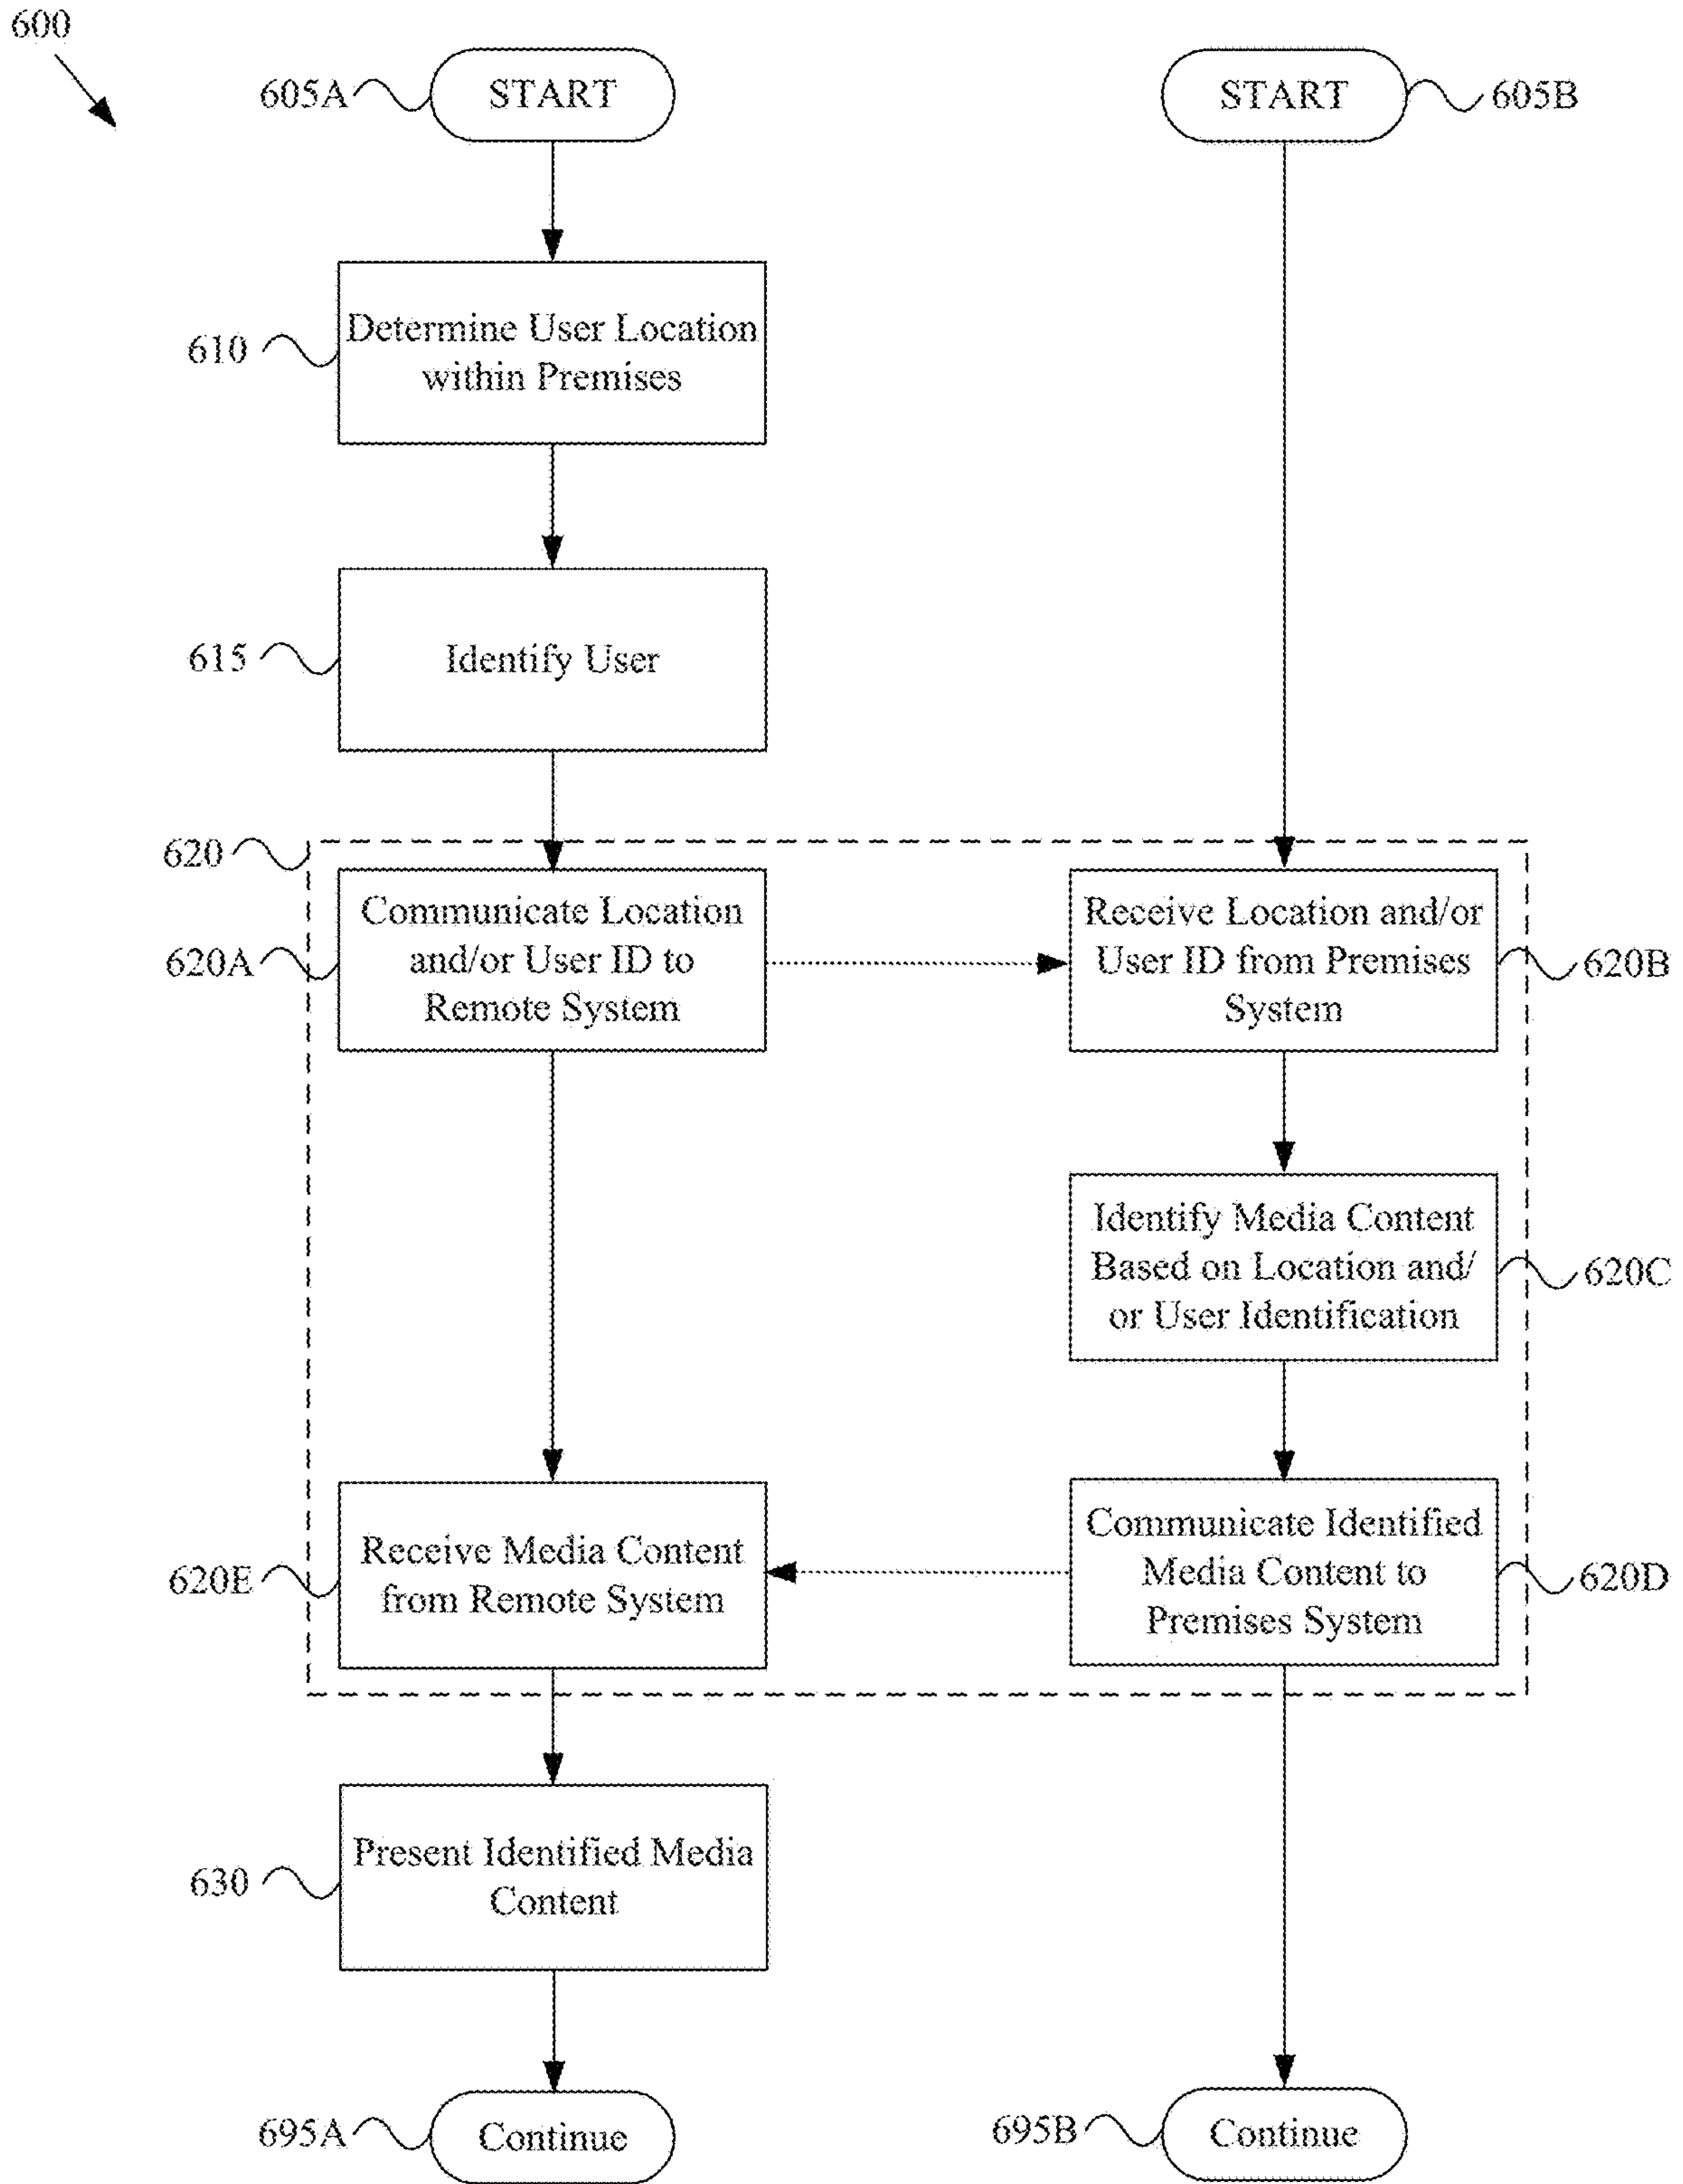 600
605A
START
START
605B
610
Determine User Location
within Premises
615
Identify User
620
620A
Communicate Location
and/or User ID to
Remote System
Receive Location and/or
User ID from Premises
System
620B
Identify Media Content
Based on Location and/
or User Identification
620C
620E
Receive Media Content
from Remote System
Communicate Identified
Media Content to
Premises System
620D
630
Present Identified Media
Content
695A
Continue
695B
Continue